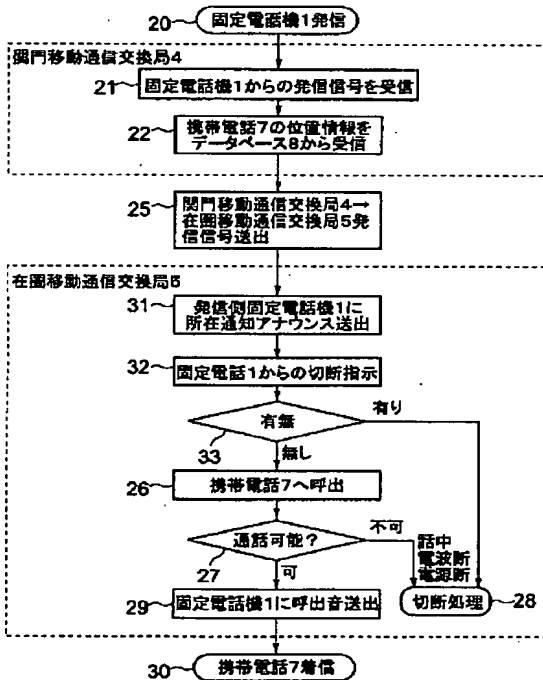 20 固定電話機1発信
関門移動通信交換局4
21 固定電話機1からの発信信号を受信
22 携帯電話7の位置情報を
データベース8から受信
25 関門移動通信交換局4→
在圏移動通信交換局5発
信信号送出
在圏移動通信交換局5
31 発信側固定電話機1に
所在通知アナウンス送出
32 固定電話1からの切断指示
有無
有り
33
無し
26 携帯電話7へ呼出
通話可能?
不可
27
可
話中
電波断
電源断
29 固定電話機1に呼出音送出
切断処理 28
30 携帯電話7着信